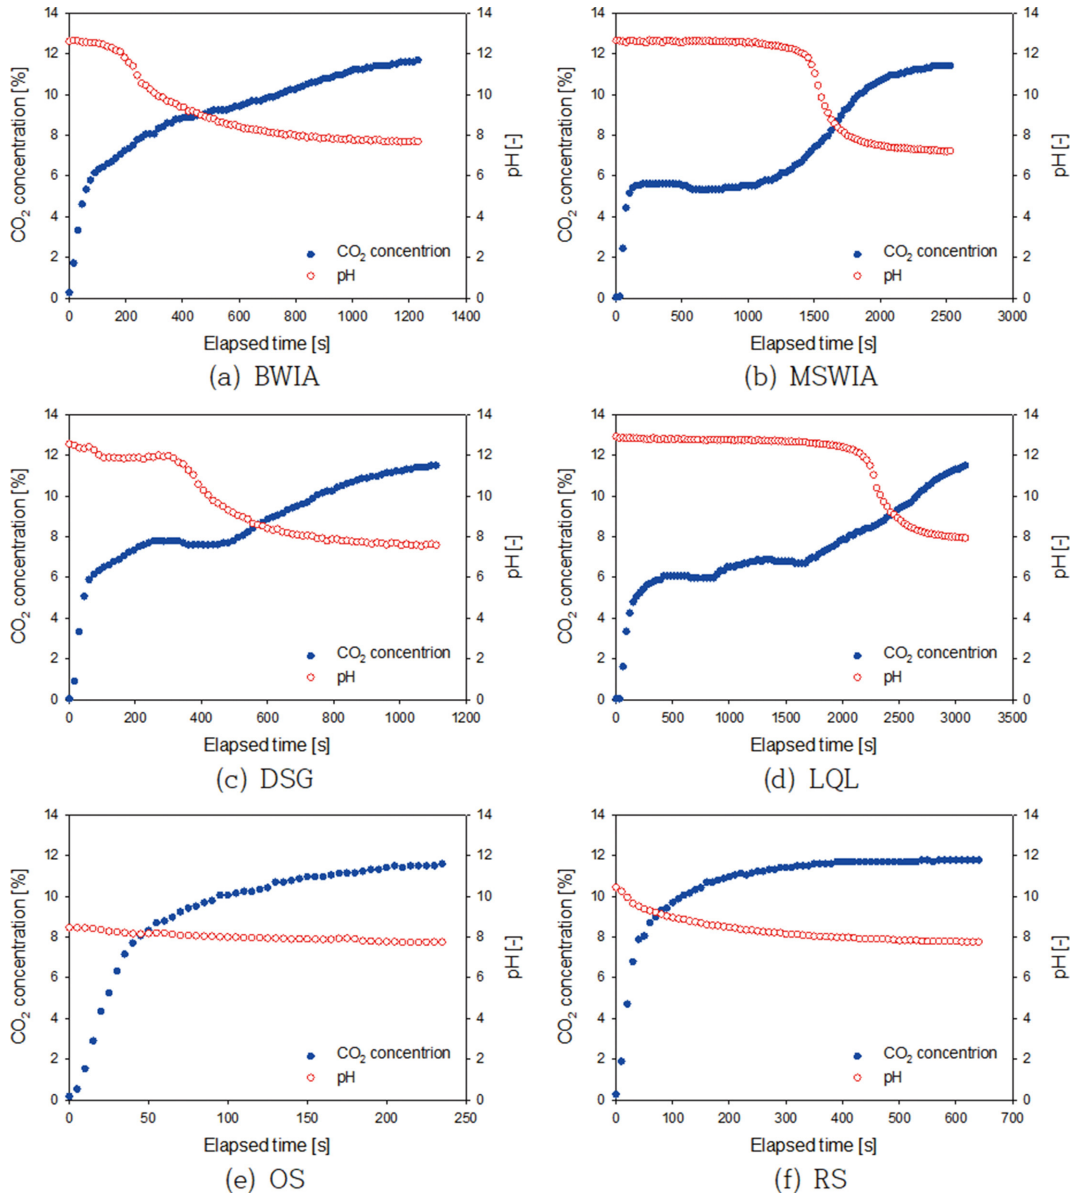 14
12
10
8
6
4
2
0
CO2 concentration [%]
14
12
10
8
6
4
2
0
pH [-]
CO2 concentrion
pH
0 200 400 600 800 1000 1200 1400
Elapsed time [s]
(a) BWIA
14
12
10
8
6
4
2
0
CO2 concentration [%]
14
12
10
8
6
4
2
0
pH [-]
CO2 concentrion
pH
0 500 1000 1500 2000 2500 3000
Elapsed time [s]
(b) MSWIA
14
12
10
8
6
4
2
0
CO2 concentration [%]
14
12
10
8
6
4
2
0
pH [-]
CO2 concentrion
pH
0 200 400 600 800 1000 1200
Elapsed time [s]
(c) DSG
14
12
10
8
6
4
2
0
CO2 concentration [%]
14
12
10
8
6
4
2
0
pH [-]
CO2 concentrion
pH
0 500 1000 1500 2000 2500 3000 3500
Elapsed time [s]
(d) LQL
14
12
10
8
6
4
2
0
CO2 concentration [%]
14
12
10
8
6
4
2
0
pH [-]
CO2 concentrion
pH
0 50 100 150 200 250
Elapsed time [s]
(e) OS
14
12
10
8
6
4
2
0
CO2 concentration [%]
14
12
10
8
6
4
2
0
pH [-]
CO2 concentrion
pH
0 100 200 300 400 500 600 700
Elapsed time [s]
(f) RS